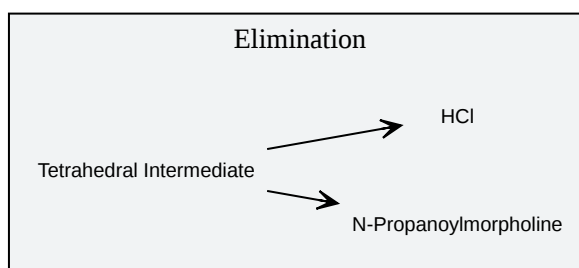 Elimination
HCl
Tetrahedral Intermediate
N-Propanoylmorpholine